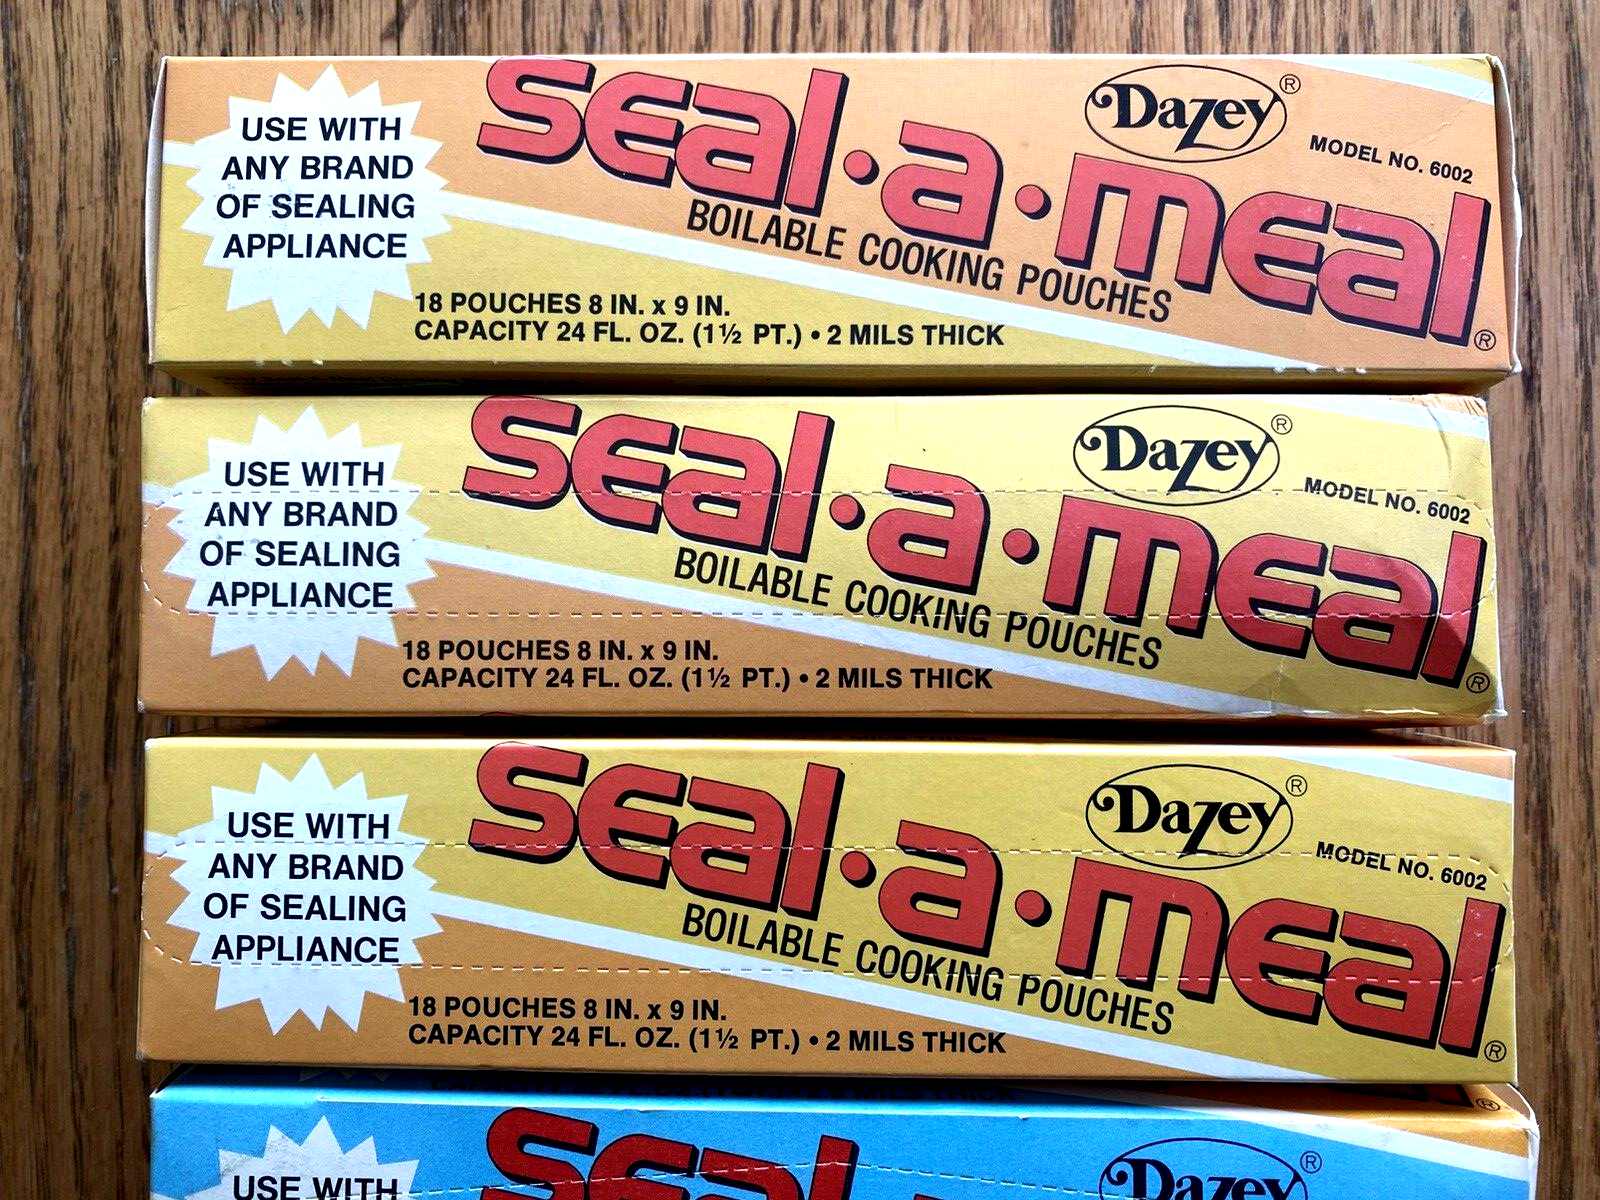 USE WITH
ANY BRAND
OF SEALING
APPLIANCE
seal·a·meal®
Dazey®
MODEL NO. 6002
BOILABLE COOKING POUCHES
18 POUCHES 8 IN. x 9 IN.
CAPACITY 24 FL. OZ. (1½ PT.) • 2 MILS THICK
USE WITH
ANY BRAND
OF SEALING
APPLIANCE
seal·a·meal®
Dazey®
MODEL NO. 6002
BOILABLE COOKING POUCHES
18 POUCHES 8 IN. x 9 IN.
CAPACITY 24 FL. OZ. (1½ PT.) • 2 MILS THICK
USE WITH
ANY BRAND
OF SEALING
APPLIANCE
seal·a·meal®
Dazey®
MODEL NO. 6002
BOILABLE COOKING POUCHES
18 POUCHES 8 IN. x 9 IN.
CAPACITY 24 FL. OZ. (1½ PT.) • 2 MILS THICK
®
USE WITH
seal
Dazey®